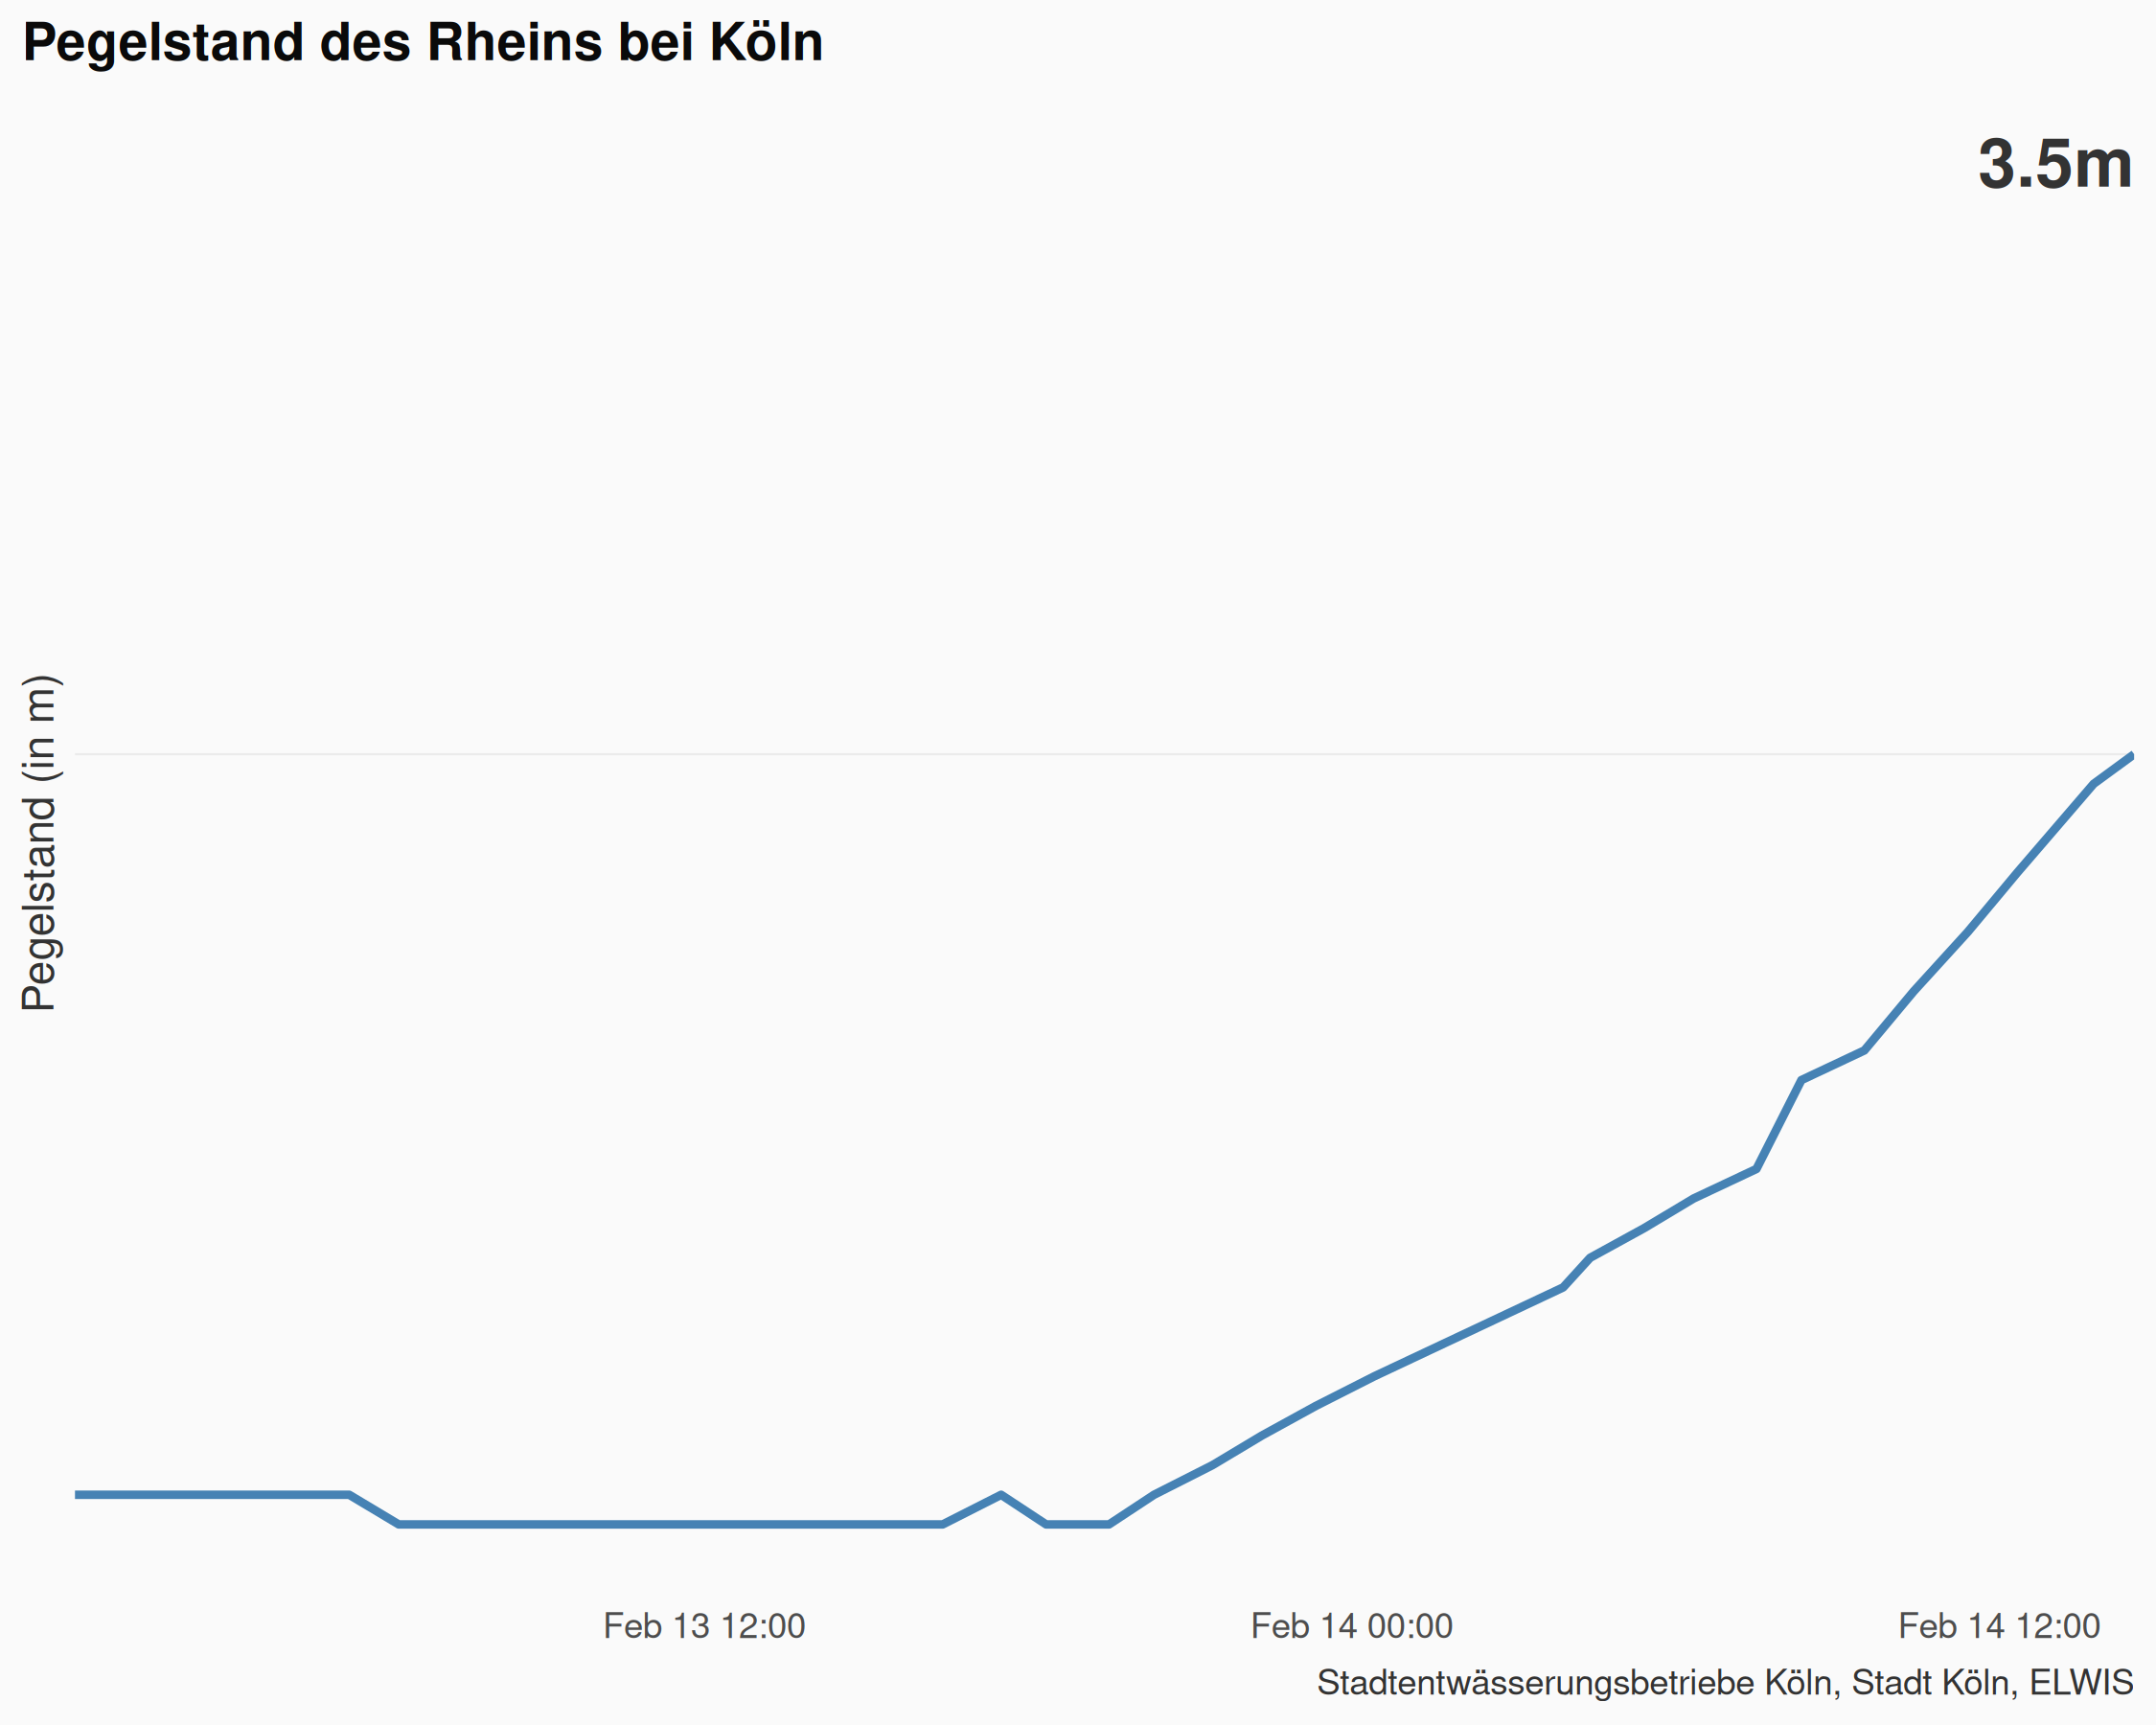 Pegelstand des Rheins bei Köln
3.5m
Pegelstand (in m)
Feb 13 12:00
Feb 14 00:00
Feb 14 12:00
Stadtentwässerungsbetriebe Köln, Stadt Köln, ELWIS